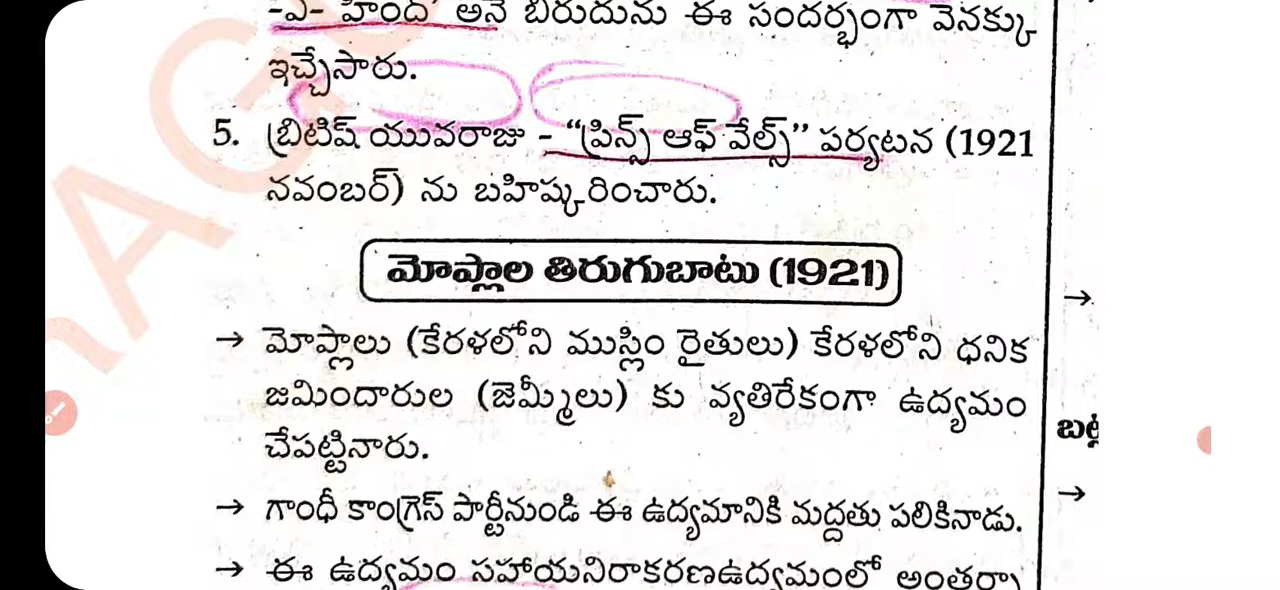 -ఎ- హింద్' అనే బిరుదును ఈ సందర్భంగా వెనక్కు
ఇచ్చేసారు.
5. బ్రిటిష్ యువరాజు - “ప్రిన్స్ ఆఫ్ వేల్స్” పర్యటన (1921
నవంబర్) ను బహిష్కరించారు.
మోప్లాల తిరుగుబాటు (1921)
→ మోప్లాలు (కేరళలోని ముస్లిం రైతులు) కేరళలోని ధనిక
జమిందారుల (జెమ్మీలు) కు వ్యతిరేకంగా ఉద్యమం
చేపట్టినారు.
→ గాంధీ కాంగ్రెస్ పార్టీనుండి ఈ ఉద్యమానికి మద్దతు పలికినాడు.
→ ఈ ఉద్యమం సహాయనిరాకరణఉద్యమంలో
→
→